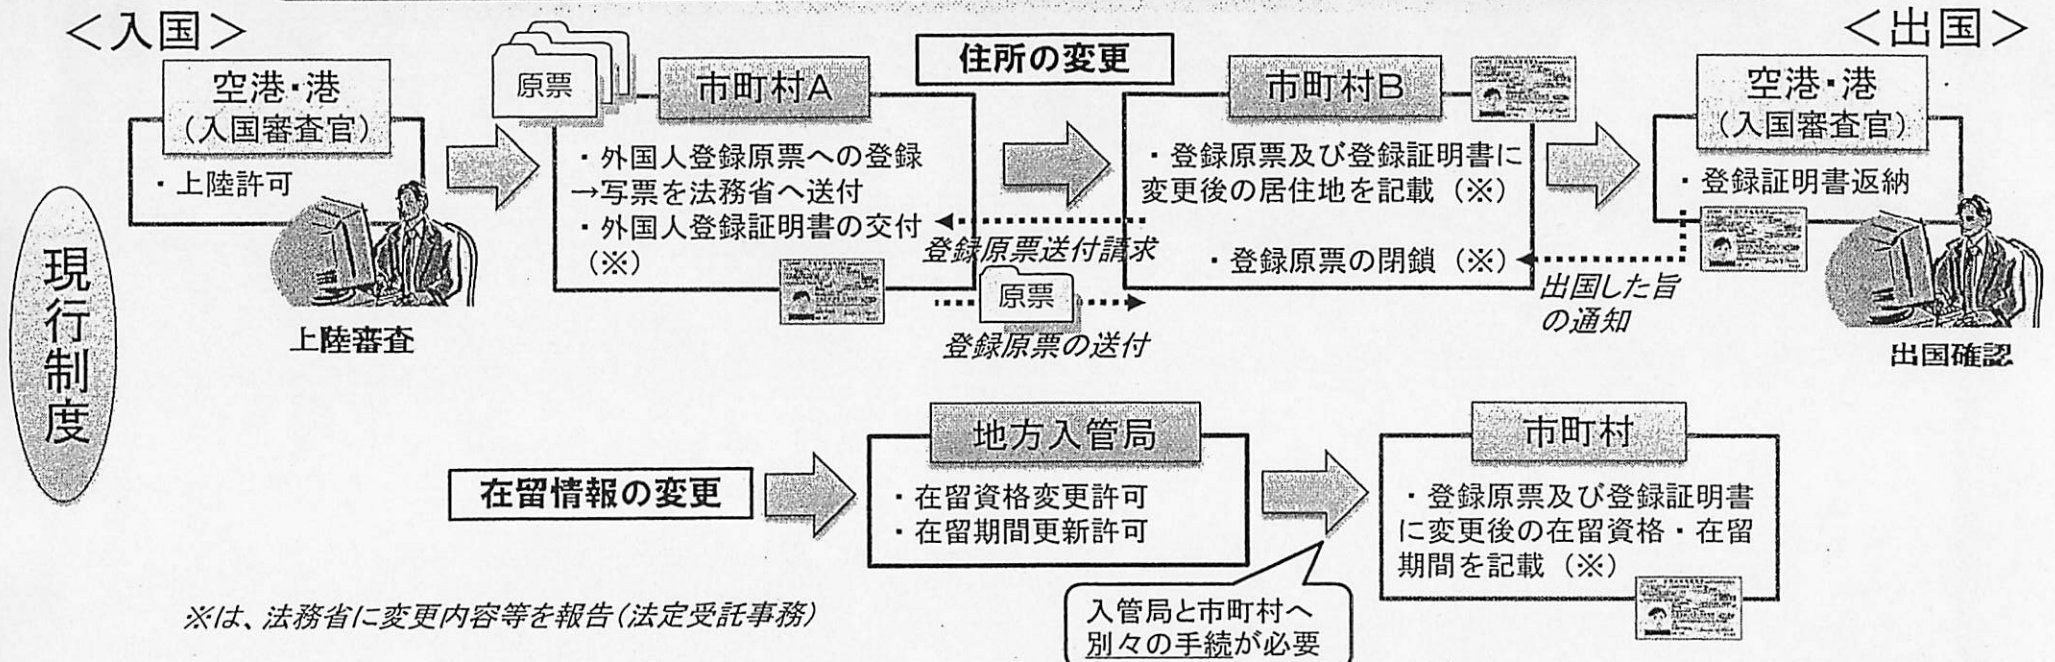 ＜入国＞
空港・港
（入国審査官）
・上陸許可
上陸審査
現行制度
原票
市町村A
・外国人登録原票への登録
→写票を法務省へ送付
・外国人登録証明書の交付
（※）
住所の変更
登録原票送付請求
原票
登録原票の送付
市町村B
・登録原票及び登録証明書に
変更後の居住地を記載（※）
・登録原票の閉鎖（※）
出国した旨
の通知
＜出国＞
空港・港
（入国審査官）
・登録証明書返納
出国確認
在留情報の変更
地方入管局
・在留資格変更許可
・在留期間更新許可
市町村
・登録原票及び登録証明書
に変更後の在留資格・在留
期間を記載（※）
入管局と市町村へ
別々の手続が必要
※は、法務省に変更内容等を報告（法定受託事務）